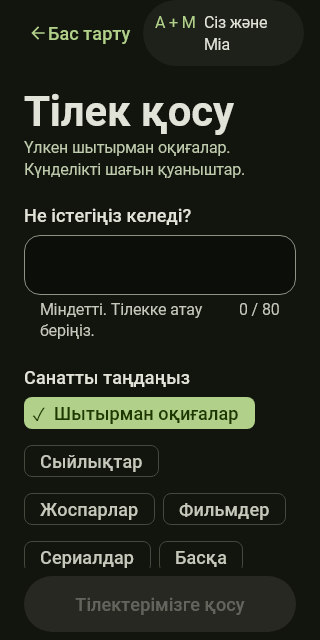 Бас тарту
A + M Сіз және
Mia
Тілек қосу
Үлкен шытырман оқиғалар.
Күнделікті шағын қуаныштар.
Не істегіңіз келеді?
Міндетті. Тілекке атау
беріңіз.
0 / 80
Санатты таңдаңыз
Шытырман оқиғалар
Сыйлықтар
Жоспарлар Фильмдер
Сериалдар Басқа
Тілектерімізге қосу